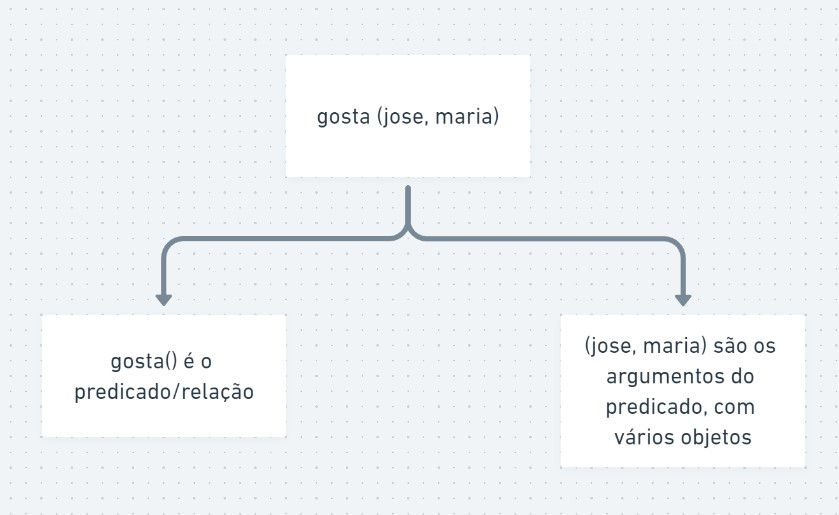 gosta (jose, maria)
gosta() é o
predicado/relação
(jose, maria) são os
argumentos do
predicado, com
vários objetos